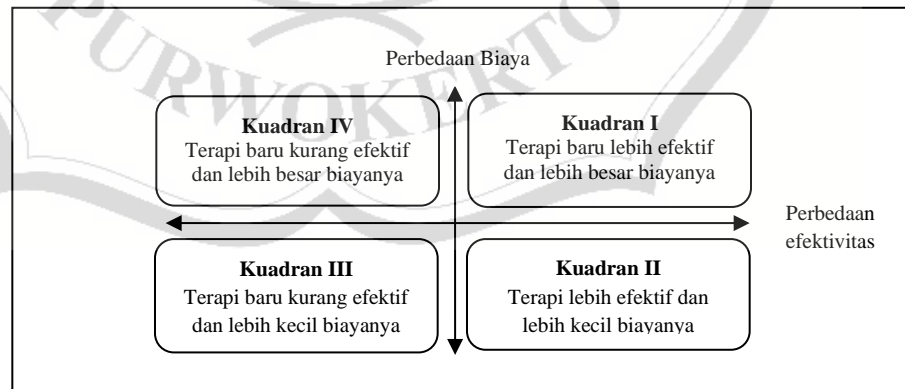 PURWOKERTO
Perbedaan Biaya
Kuadran IV
Terapi baru kurang efektif
dan lebih besar biayanya
Kuadran I
Terapi baru lebih efektif
dan lebih besar biayanya
Perbedaan
efektivitas
Kuadran III
Terapi baru kurang efektif
dan lebih kecil biayanya
Kuadran II
Terapi lebih efektif dan
lebih kecil biayanya